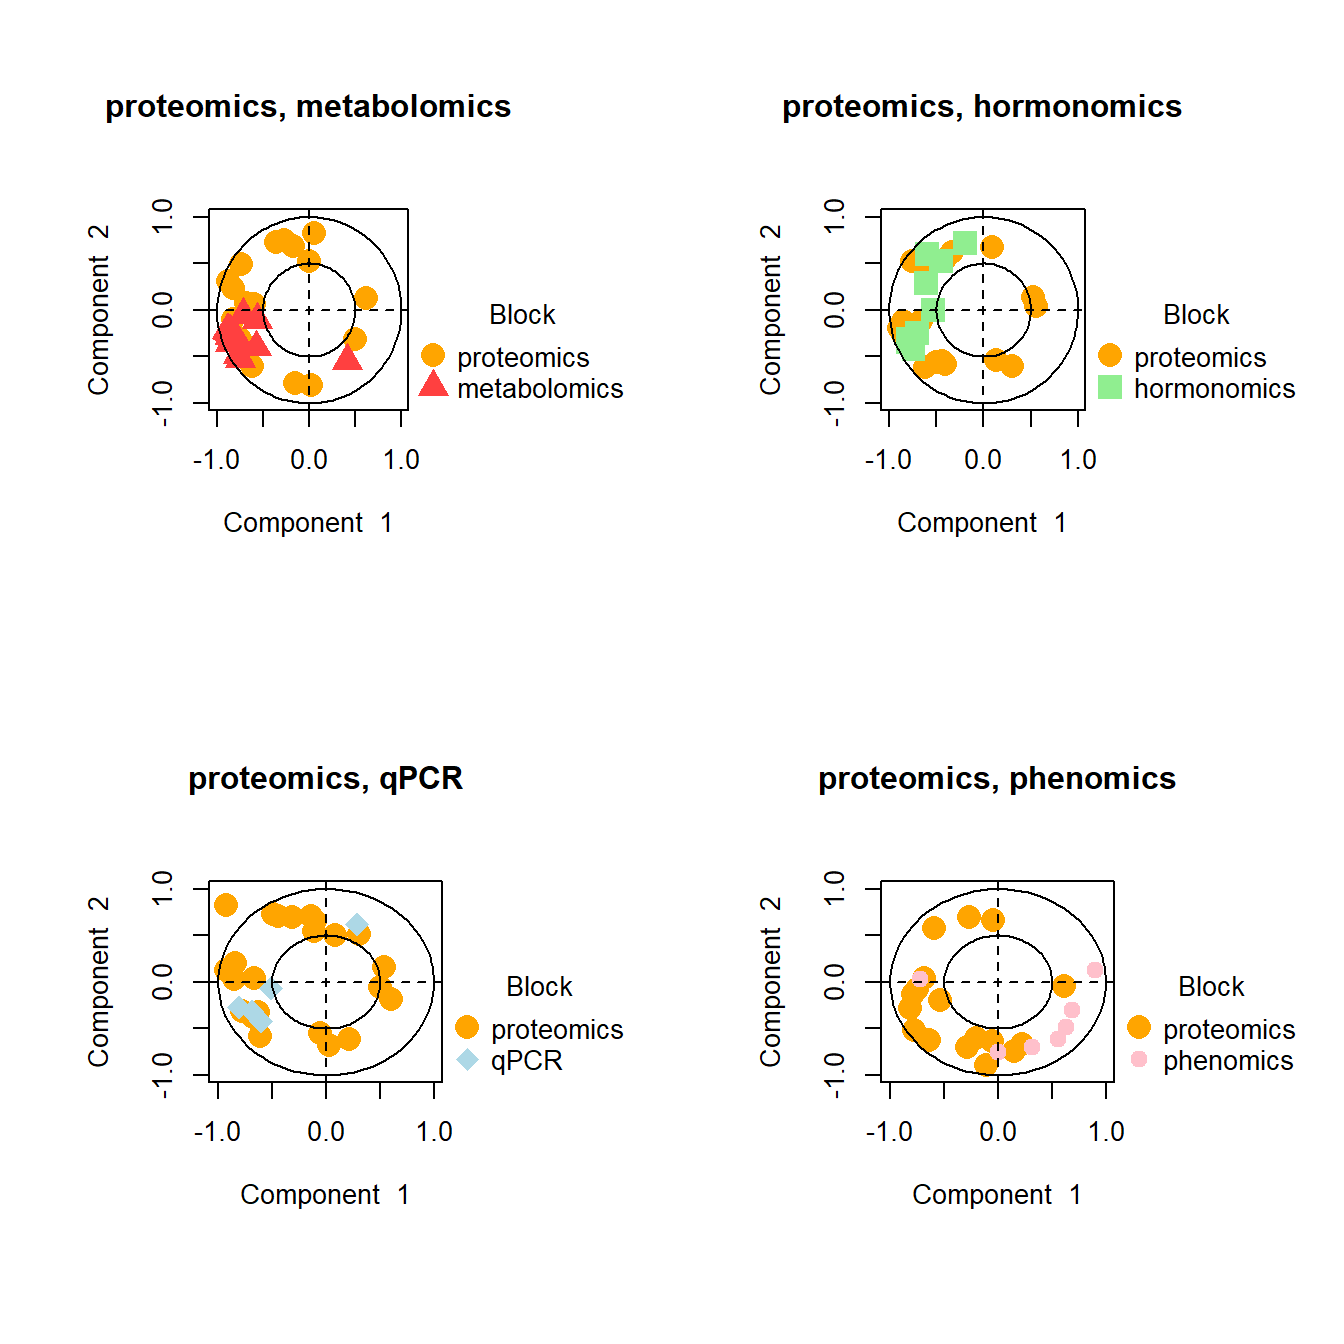 proteomics, metabolomics
Component 2
1.0
0.0
-1.0
-1.0 0.0 1.0
Component 1
Block
proteomics
metabolomics
proteomics, hormonomics
Component 2
1.0
0.0
-1.0
-1.0 0.0 1.0
Component 1
Block
proteomics
hormonomics
proteomics, qPCR
Component 2
1.0
0.0
-1.0
-1.0 0.0 1.0
Component 1
Block
proteomics
qPCR
proteomics, phenomics
Component 2
1.0
0.0
-1.0
-1.0 0.0 1.0
Component 1
Block
proteomics
phenomics